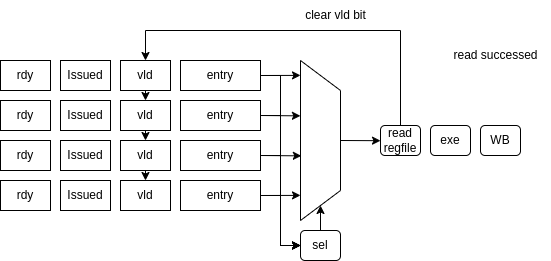 clear vld bit
read successed
rdy Issued vld entry
rdy Issued vld entry
rdy Issued vld entry
rdy Issued vld entry
read
regfile
exe
WB
sel